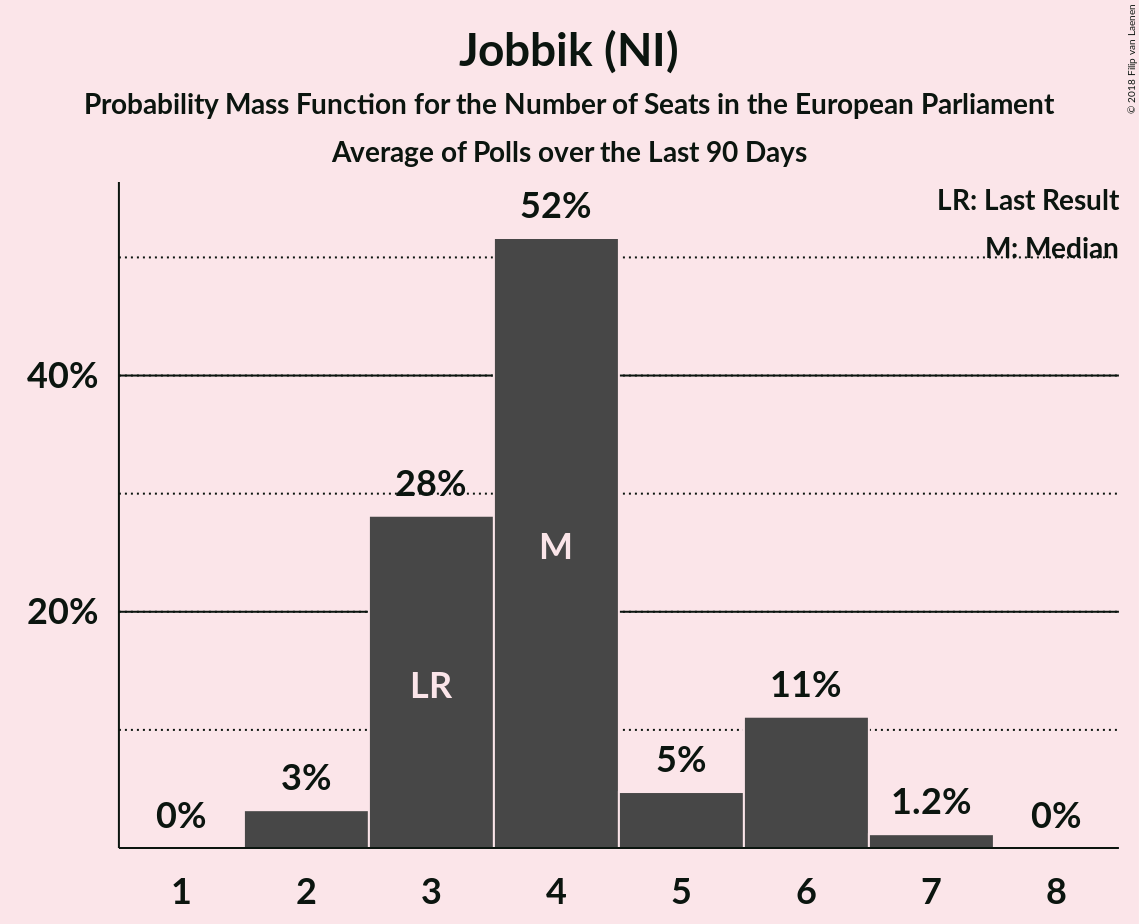 © 2018 Filip van Laenen
Jobbik (NI)
Probability Mass Function for the Number of Seats in the European Parliament
Average of Polls over the Last 90 Days
LR: Last Result
M: Median
52%
40%
28%
M
20%
LR
11%
5%
3%
1.2%
0%
0%
1 2 3 4 5 6 7 8